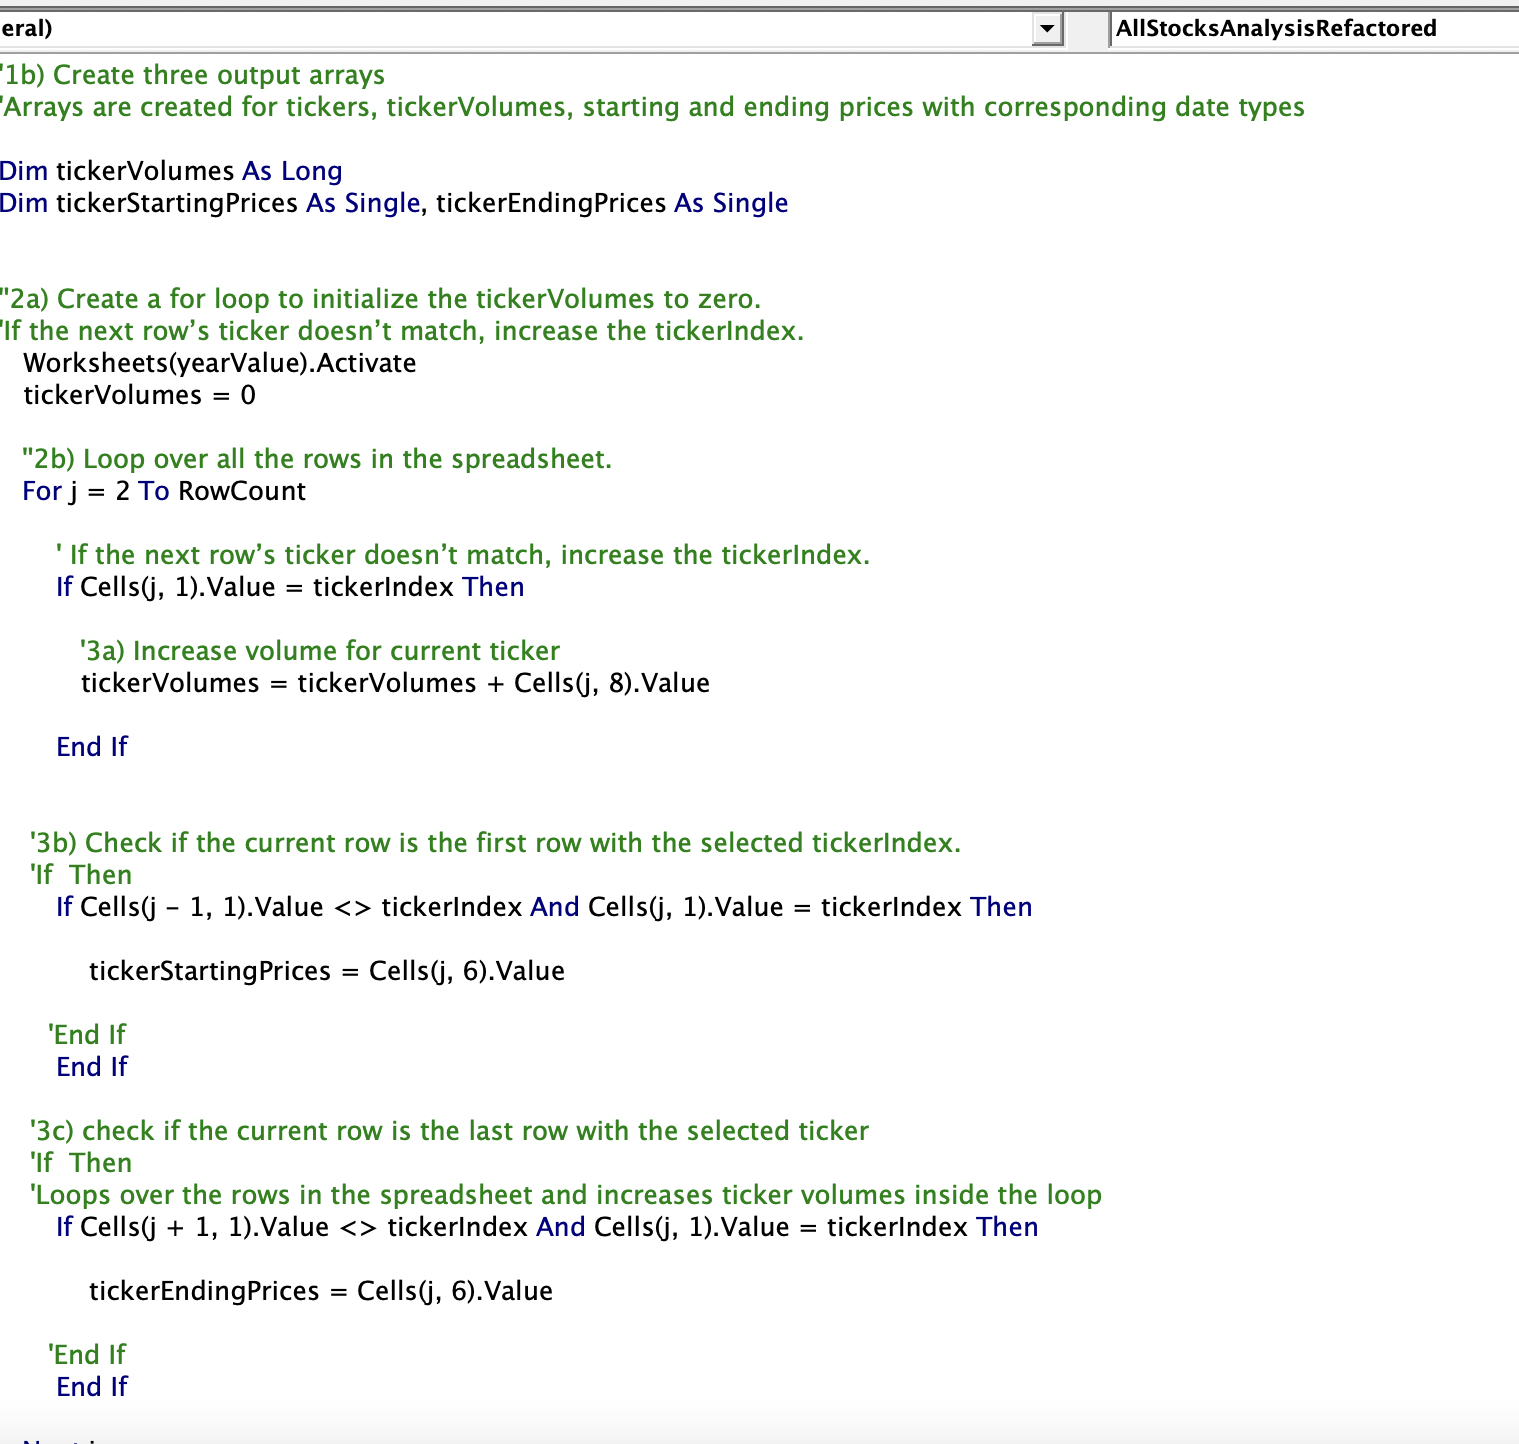 eral)
AllStocksAnalysisRefactored
'1b) Create three output arrays
'Arrays are created for tickers, tickerVolumes, starting and ending prices with corresponding date types
Dim tickerVolumes As Long
Dim tickerStartingPrices As Single, tickerEndingPrices As Single
''2a) Create a for loop to initialize the tickerVolumes to zero.
'If the next row’s ticker doesn’t match, increase the tickerIndex.
Worksheets(yearValue).Activate
tickerVolumes = 0
''2b) Loop over all the rows in the spreadsheet.
For j = 2 To RowCount
' If the next row’s ticker doesn’t match, increase the tickerIndex.
If Cells(j, 1).Value = tickerIndex Then
'3a) Increase volume for current ticker
tickerVolumes = tickerVolumes + Cells(j, 8).Value
End If
'3b) Check if the current row is the first row with the selected tickerIndex.
'If  Then
If Cells(j - 1, 1).Value <> tickerIndex And Cells(j, 1).Value = tickerIndex Then
tickerStartingPrices = Cells(j, 6).Value
'End If
End If
'3c) check if the current row is the last row with the selected ticker
'If  Then
'Loops over the rows in the spreadsheet and increases ticker volumes inside the loop
If Cells(j + 1, 1).Value <> tickerIndex And Cells(j, 1).Value = tickerIndex Then
tickerEndingPrices = Cells(j, 6).Value
'End If
End If